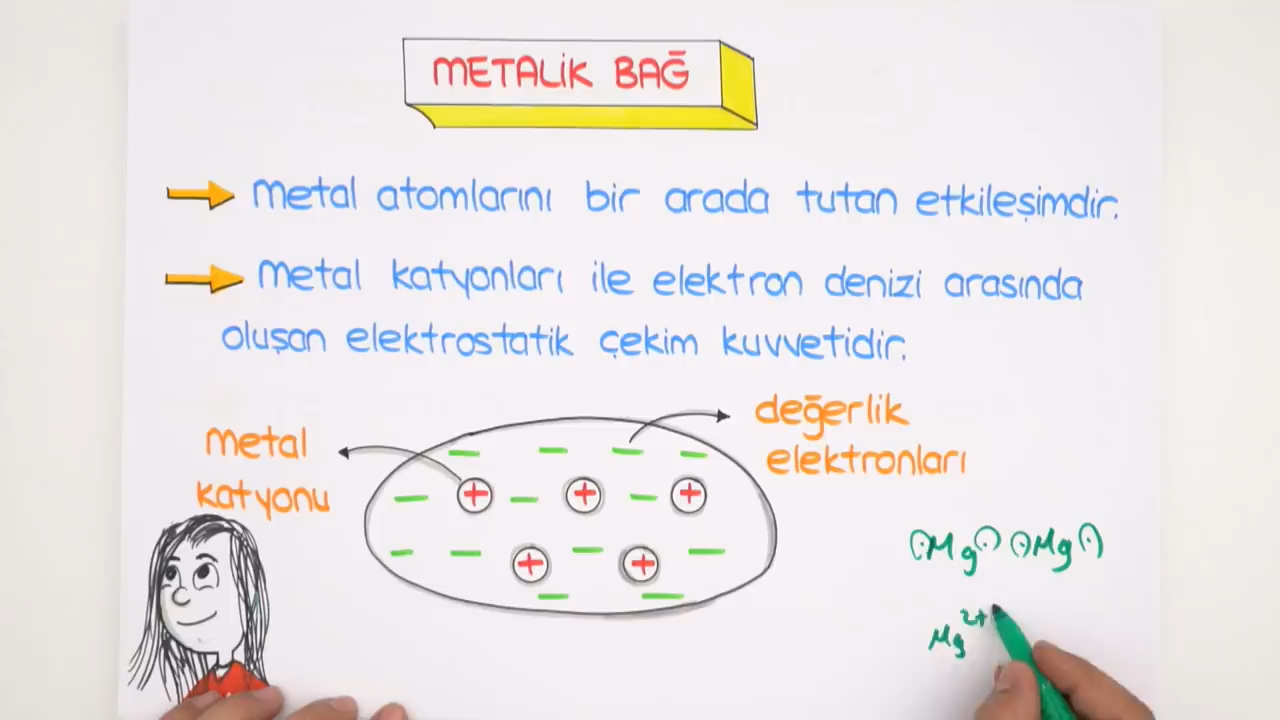 METALİK BAĞ
metal atomlarını bir arada tutan etkileşimdir.
metal katyonları ile elektron denizi arasında
oluşan elektrostatik çekim kuvvetidir.
değerlik
elektronları
metal
katyonu
+ + +
+ +
Mg Mg
Mg²⁺